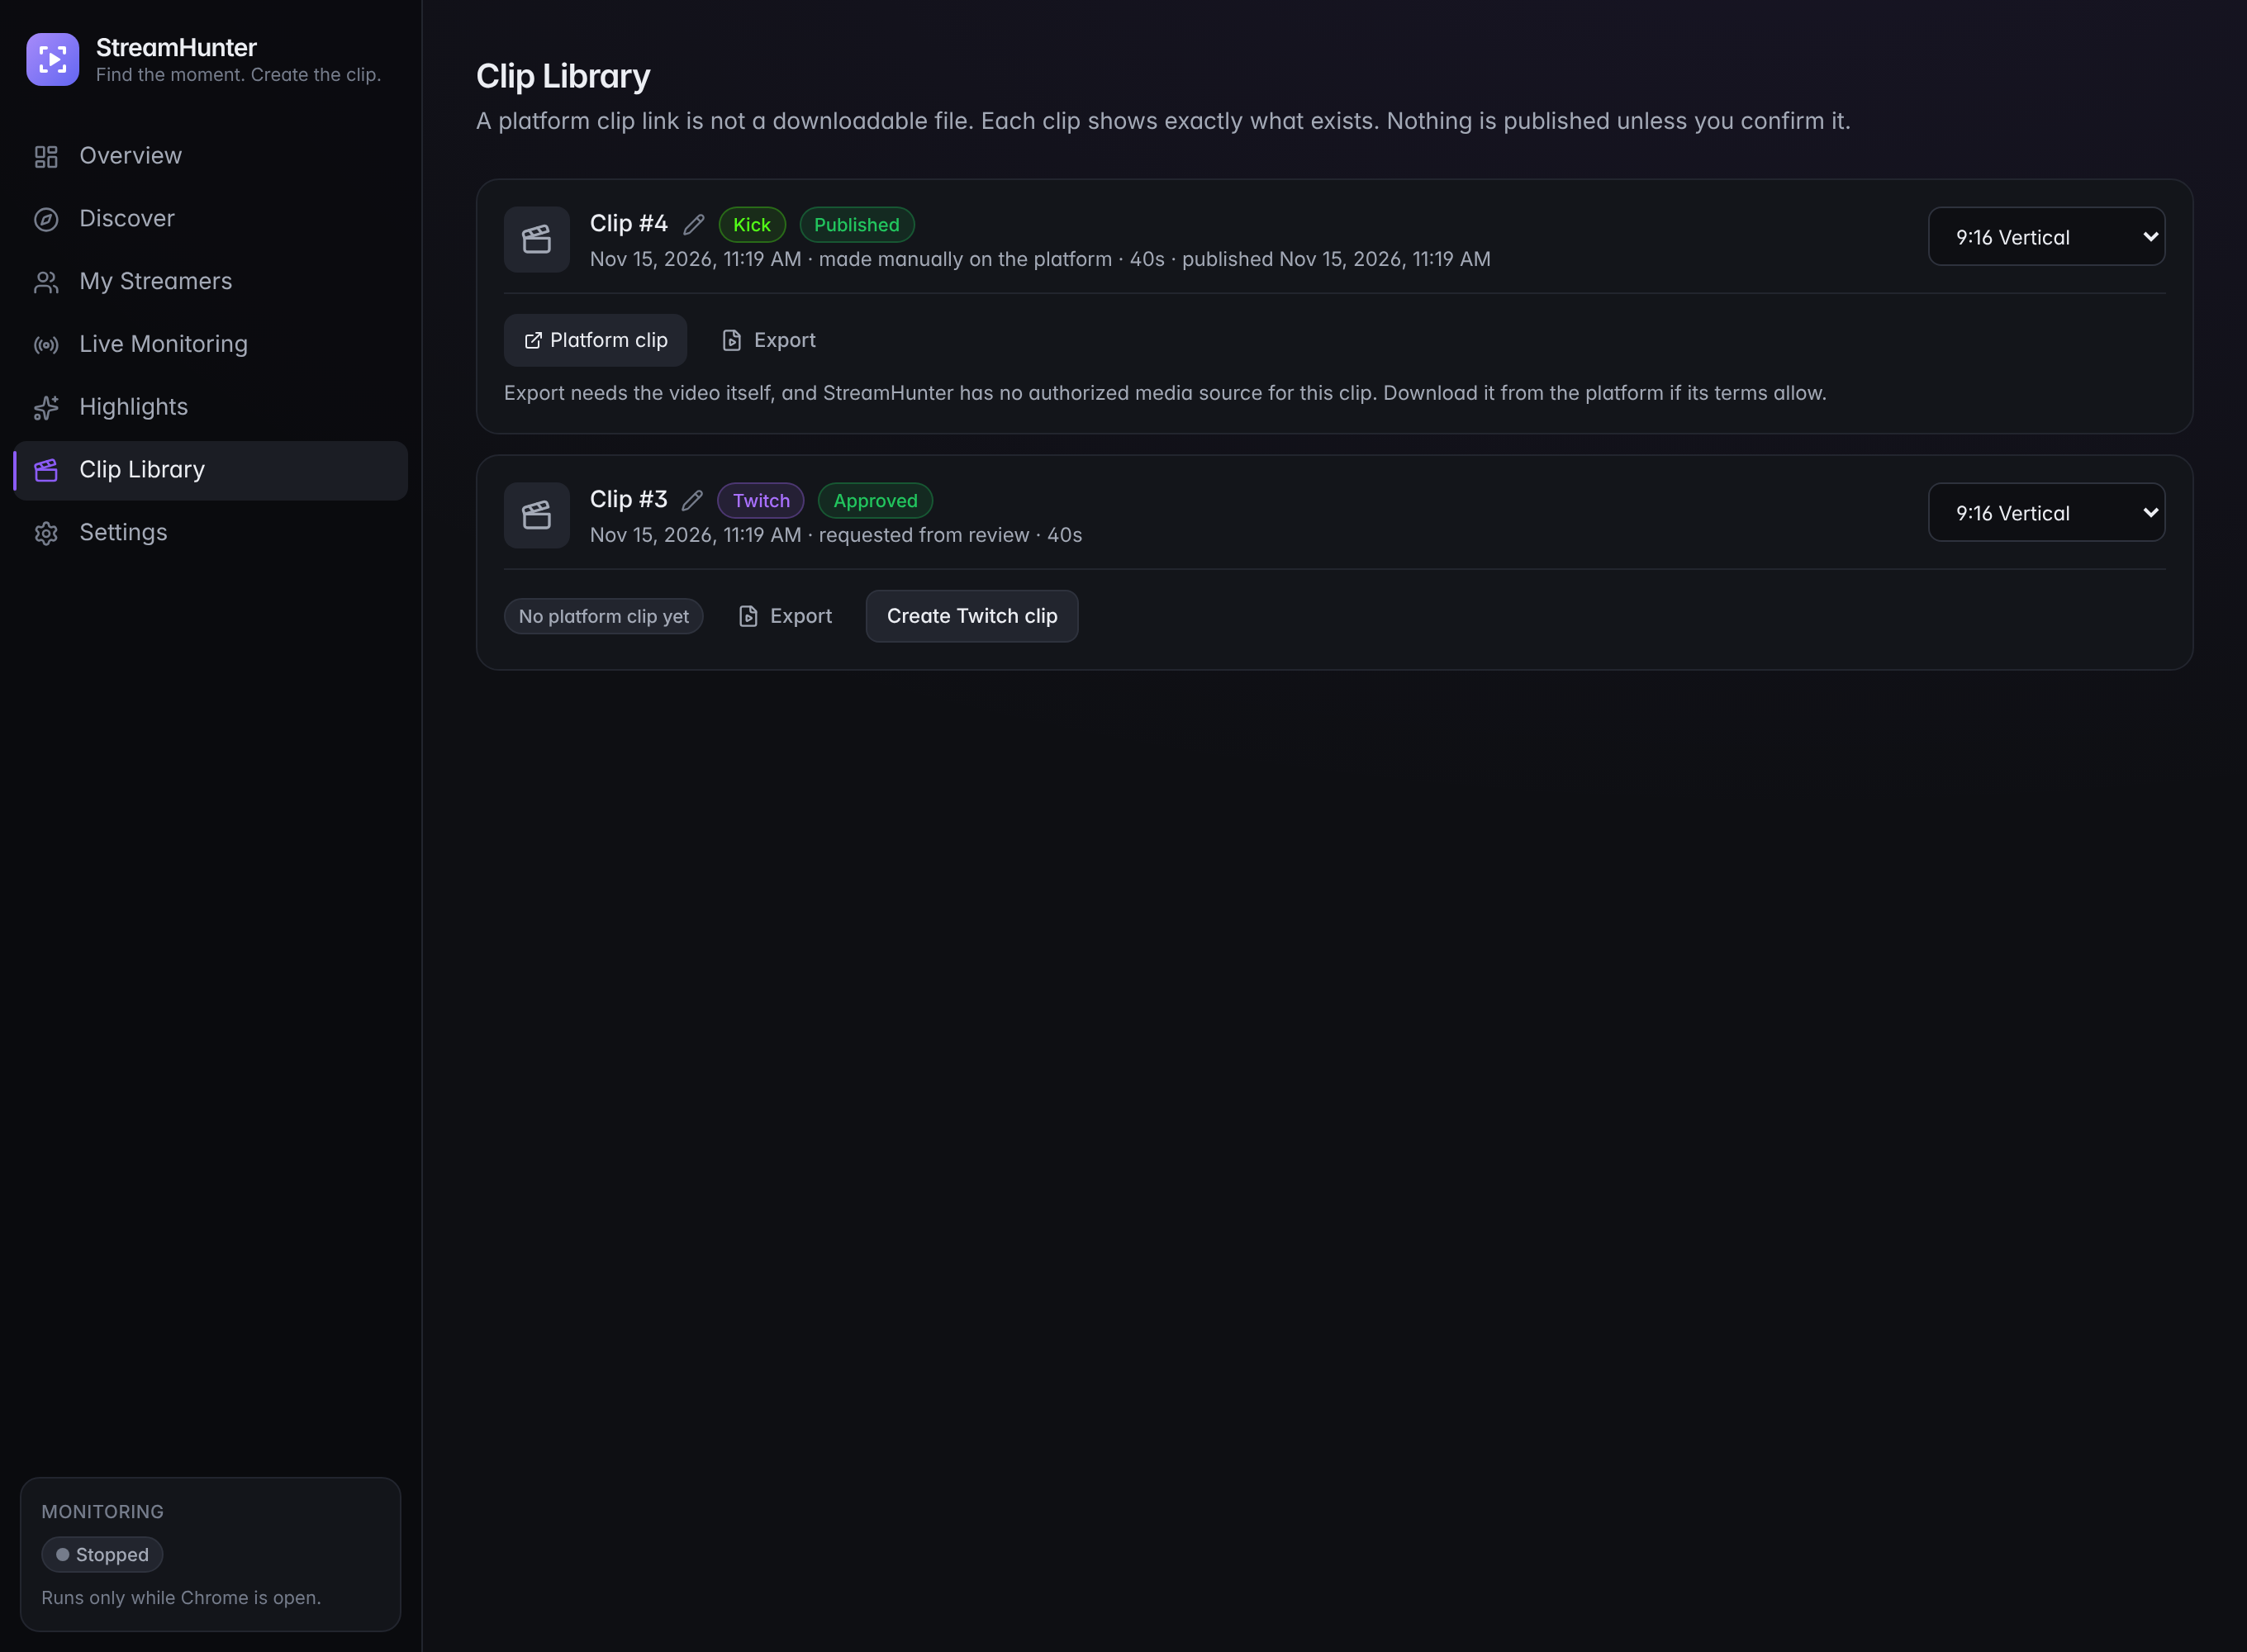 StreamHunter
Find the moment. Create the clip.
Overview
Discover
My Streamers
Live Monitoring
Highlights
Clip Library
Settings
MONITORING
Stopped
Runs only while Chrome is open.
Clip Library
A platform clip link is not a downloadable file. Each clip shows exactly what exists. Nothing is published unless you confirm it.
Clip #4 Kick Published
Nov 15, 2026, 11:19 AM · made manually on the platform · 40s · published Nov 15, 2026, 11:19 AM
9:16 Vertical
Platform clip Export
Export needs the video itself, and StreamHunter has no authorized media source for this clip. Download it from the platform if its terms allow.
Clip #3 Twitch Approved
Nov 15, 2026, 11:19 AM · requested from review · 40s
9:16 Vertical
No platform clip yet Export Create Twitch clip